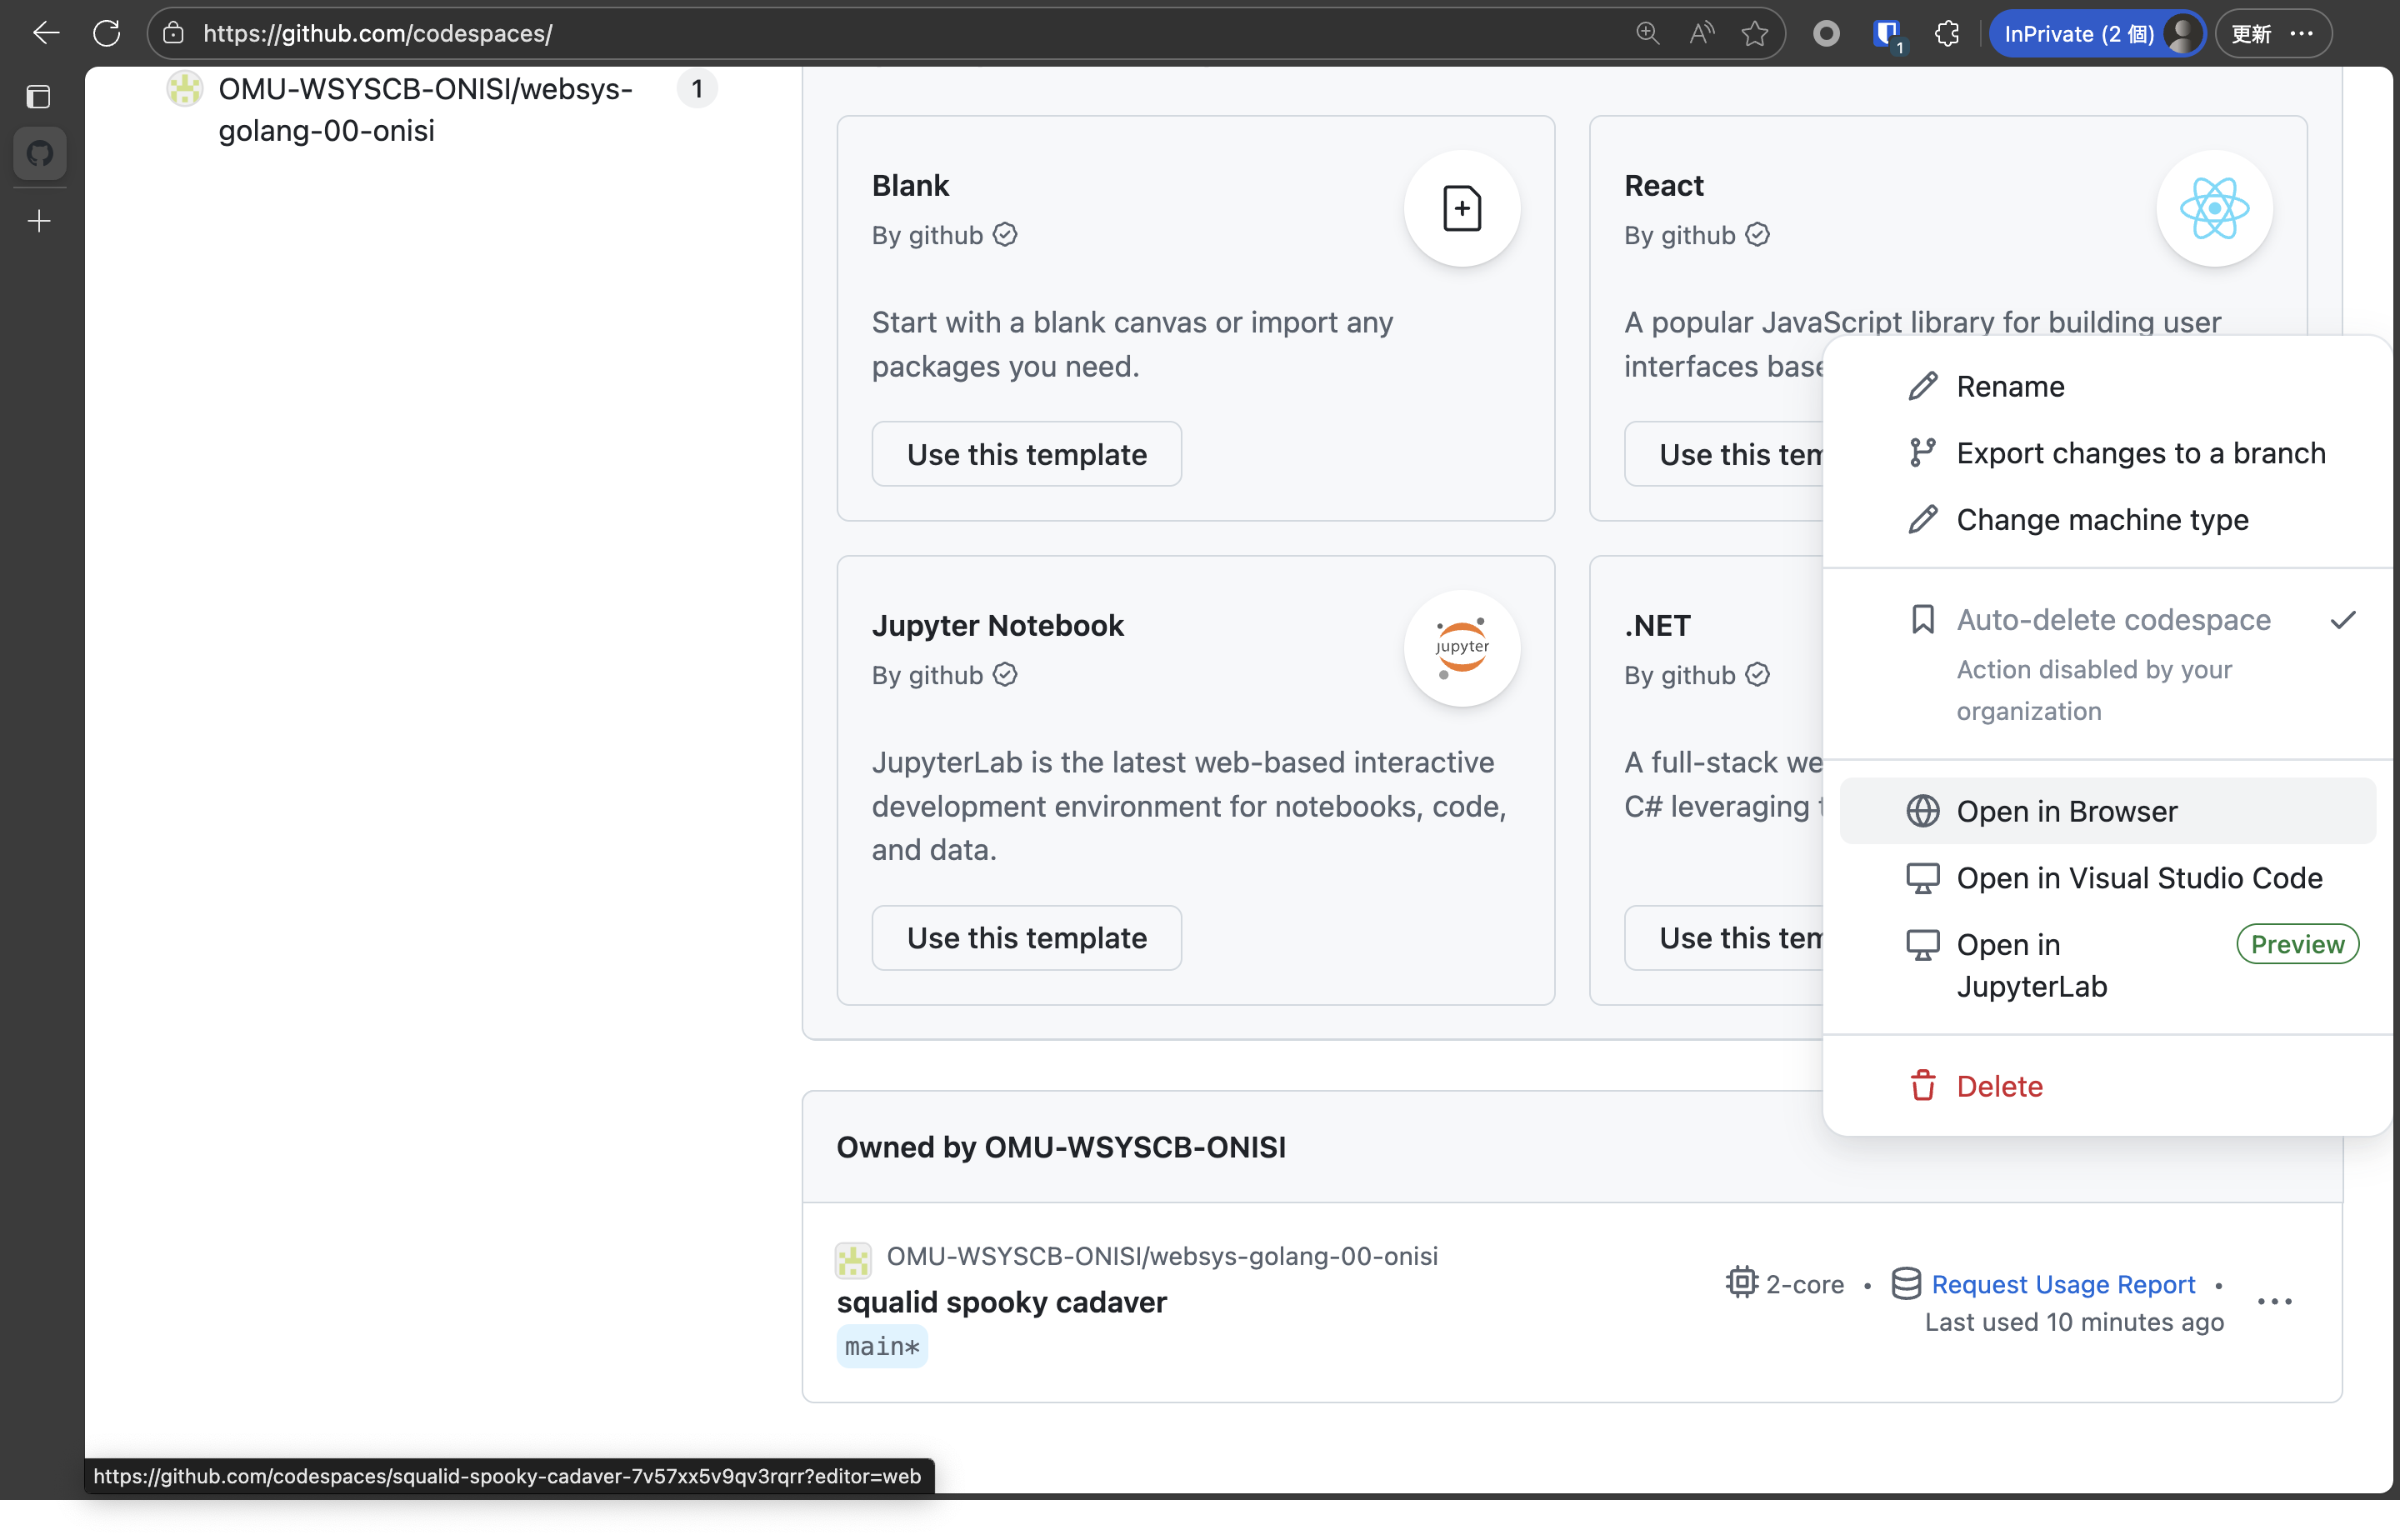 https://github.com/codespaces/
1
InPrivate (2 個)
更新
OMU-WSYSCB-ONISI/websys-
golang-00-onisi
1
Blank
By github
Start with a blank canvas or import any
packages you need.
Use this template
React
By github
A popular JavaScript library for building user
interfaces base
Use this tem
Jupyter Notebook
By github
jupyter
JupyterLab is the latest web-based interactive
development environment for notebooks, code,
and data.
Use this template
.NET
By github
A full-stack we
C# leveraging t
Use this tem
Rename
Export changes to a branch
Change machine type
Auto-delete codespace
Action disabled by your
organization
Open in Browser
Open in Visual Studio Code
Open in
JupyterLab
Preview
Delete
Owned by OMU-WSYSCB-ONISI
OMU-WSYSCB-ONISI/websys-golang-00-onisi
squalid spooky cadaver
main*
2-core • Request Usage Report •
Last used 10 minutes ago
https://github.com/codespaces/squalid-spooky-cadaver-7v57xx5v9qv3rqrr?editor=web